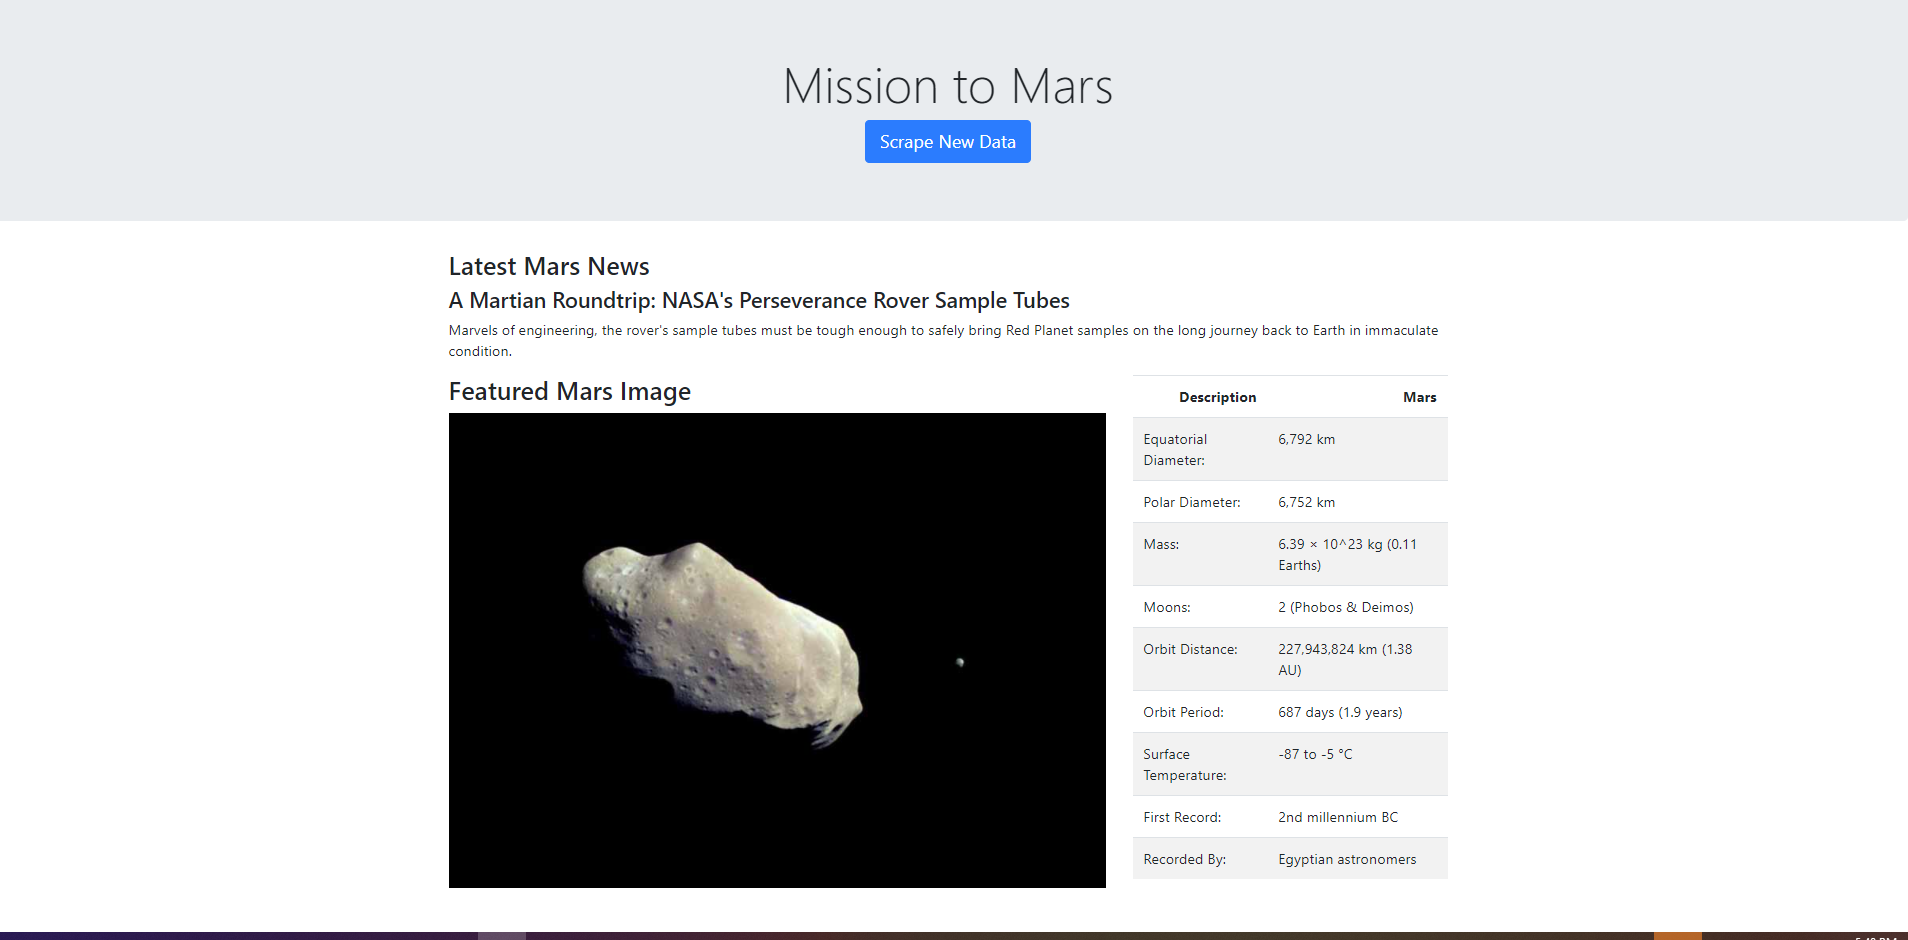 Mission to Mars
Scrape New Data
Latest Mars News
A Martian Roundtrip: NASA's Perseverance Rover Sample Tubes
Marvels of engineering, the rover's sample tubes must be tough enough to safely bring Red Planet samples on the long journey back to Earth in immaculate
condition.
Featured Mars Image
Description Mars
Equatorial 6,792 km
Diameter:
Polar Diameter: 6,752 km
Mass: 6.39 × 10^23 kg (0.11
Earths)
Moons: 2 (Phobos & Deimos)
Orbit Distance: 227,943,824 km (1.38
AU)
Orbit Period: 687 days (1.9 years)
Surface -87 to -5 °C
Temperature:
First Record: 2nd millennium BC
Recorded By: Egyptian astronomers